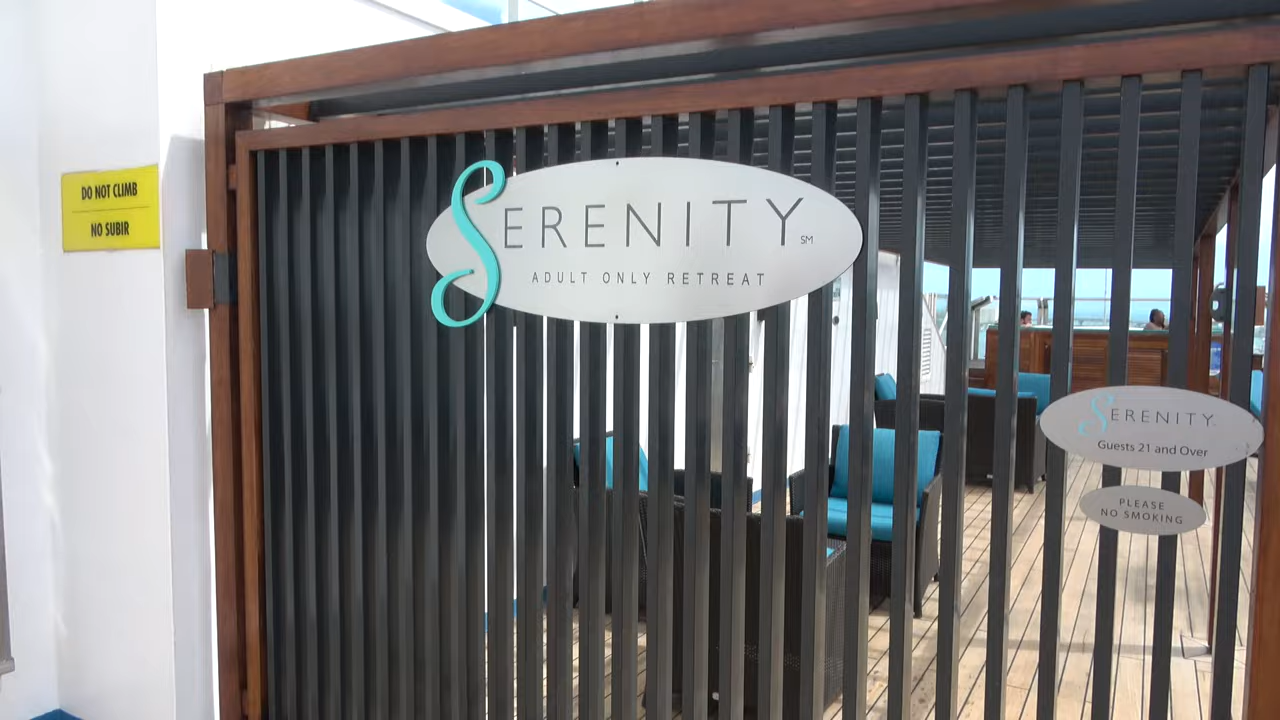 DO NOT CLIMB
NO SUBIR
SERENITY SM
ADULT ONLY RETREAT
SERENITY
Guests 21 and Over
PLEASE
NO SMOKING